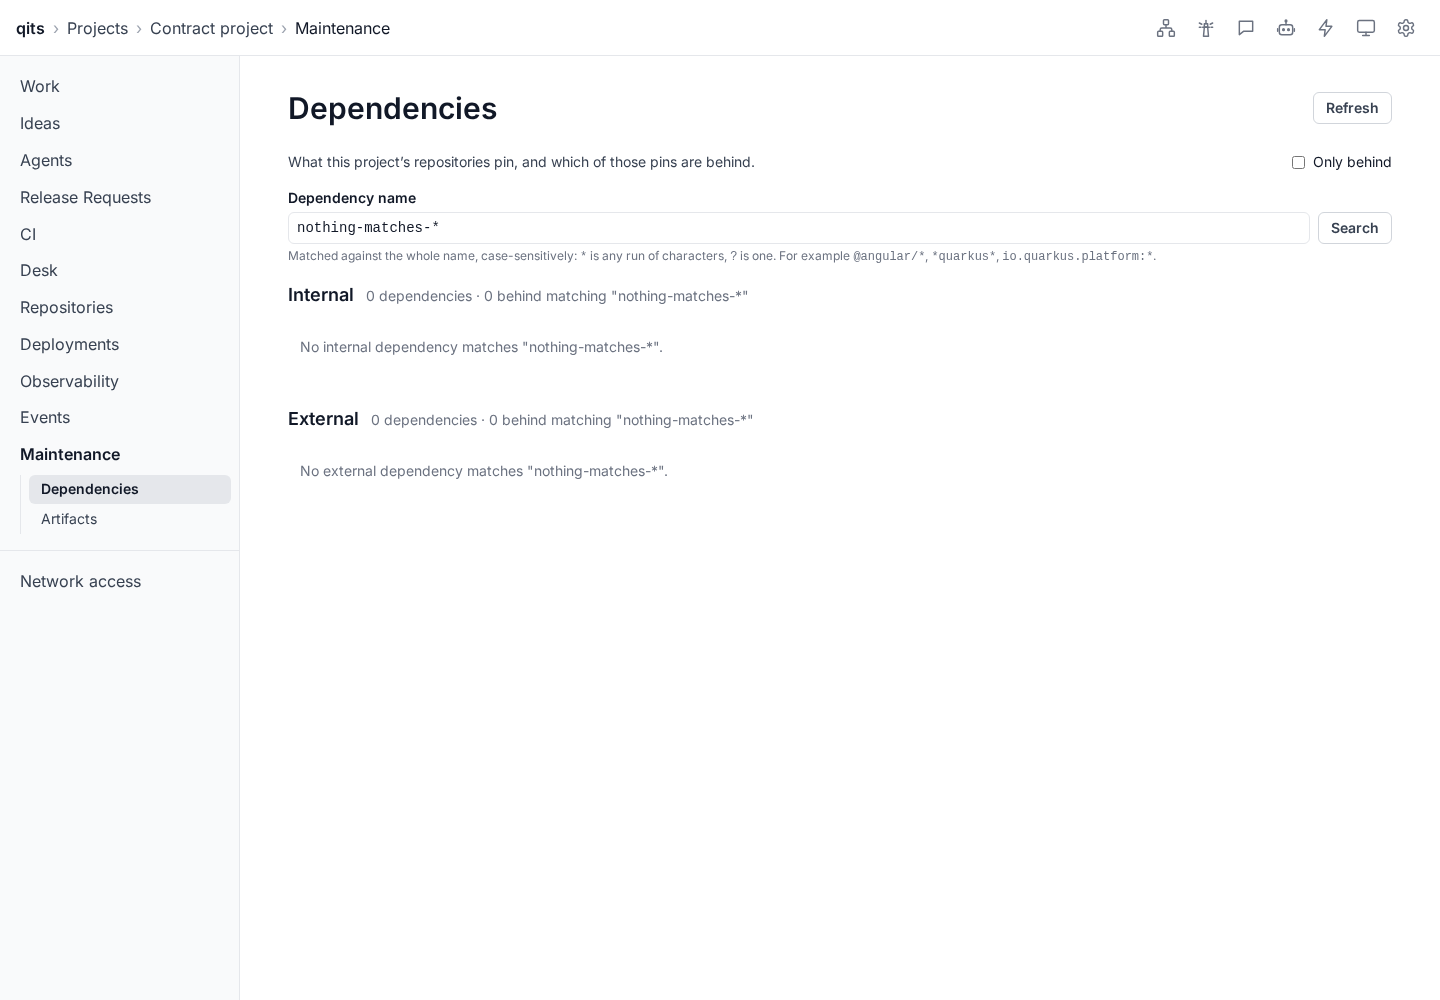 qits › Projects › Contract project › Maintenance
Work
Ideas
Agents
Release Requests
CI
Desk
Repositories
Deployments
Observability
Events
Maintenance
Dependencies
Artifacts
Network access
Dependencies
Refresh
What this project’s repositories pin, and which of those pins are behind.
Only behind
Dependency name
nothing-matches-*
Search
Matched against the whole name, case-sensitively: * is any run of characters, ? is one. For example @angular/*, *quarkus*, io.quarkus.platform:*.
Internal 0 dependencies · 0 behind matching "nothing-matches-*"
No internal dependency matches "nothing-matches-*".
External 0 dependencies · 0 behind matching "nothing-matches-*"
No external dependency matches "nothing-matches-*".